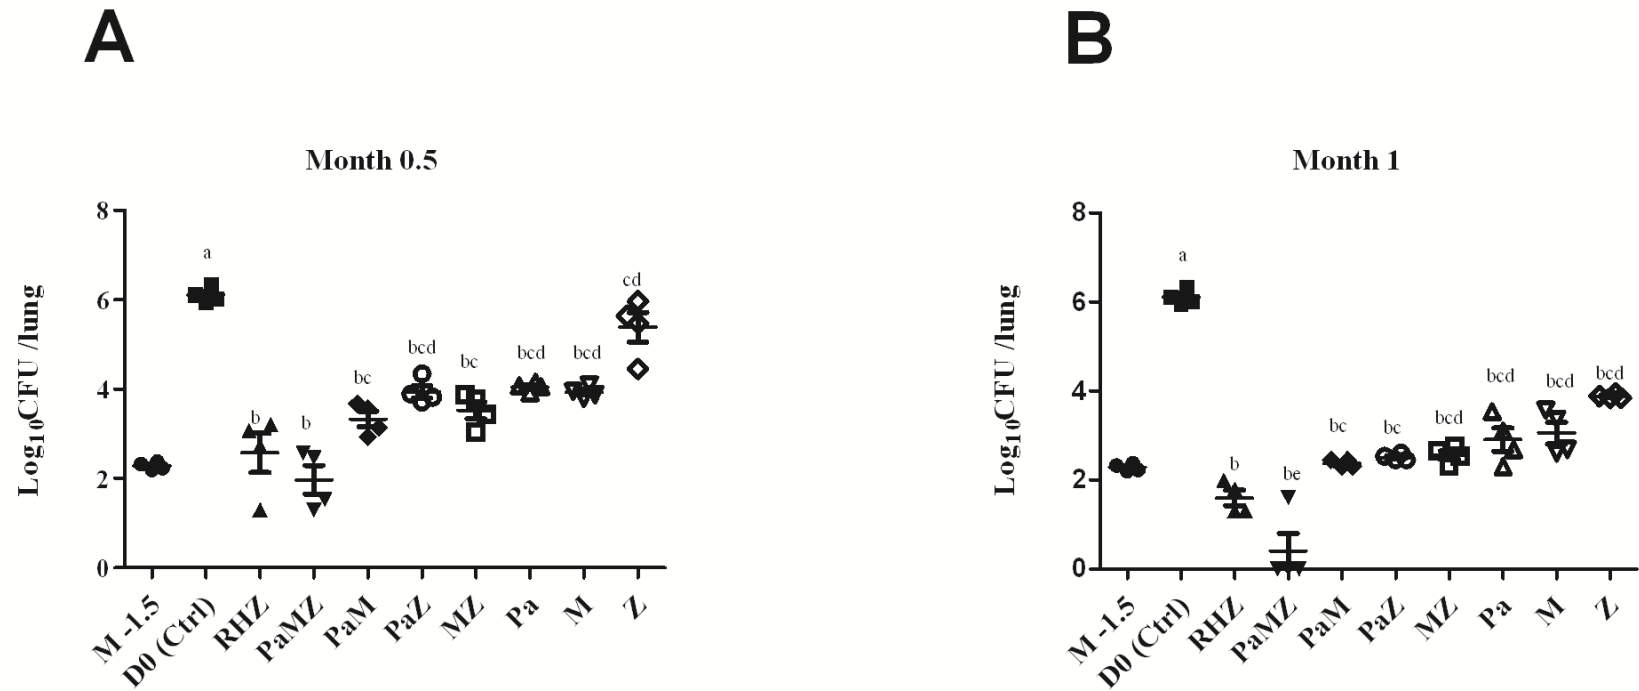 A
B
Month 0.5
Month 1
Log10CFU /lung
8
6
4
2
0
a
b
b
bc
bcd
bc
bcd
bcd
cd
M -1.5
D0 (Ctrl)
RHZ
PaMZ
PaM
PaZ
MZ
Pa
M
Z
Log10CFU /lung
8
6
4
2
0
a
b
be
bc
bc
bcd
bcd
bcd
bcd
M -1.5
D0 (Ctrl)
RHZ
PaMZ
PaM
PaZ
MZ
Pa
M
Z